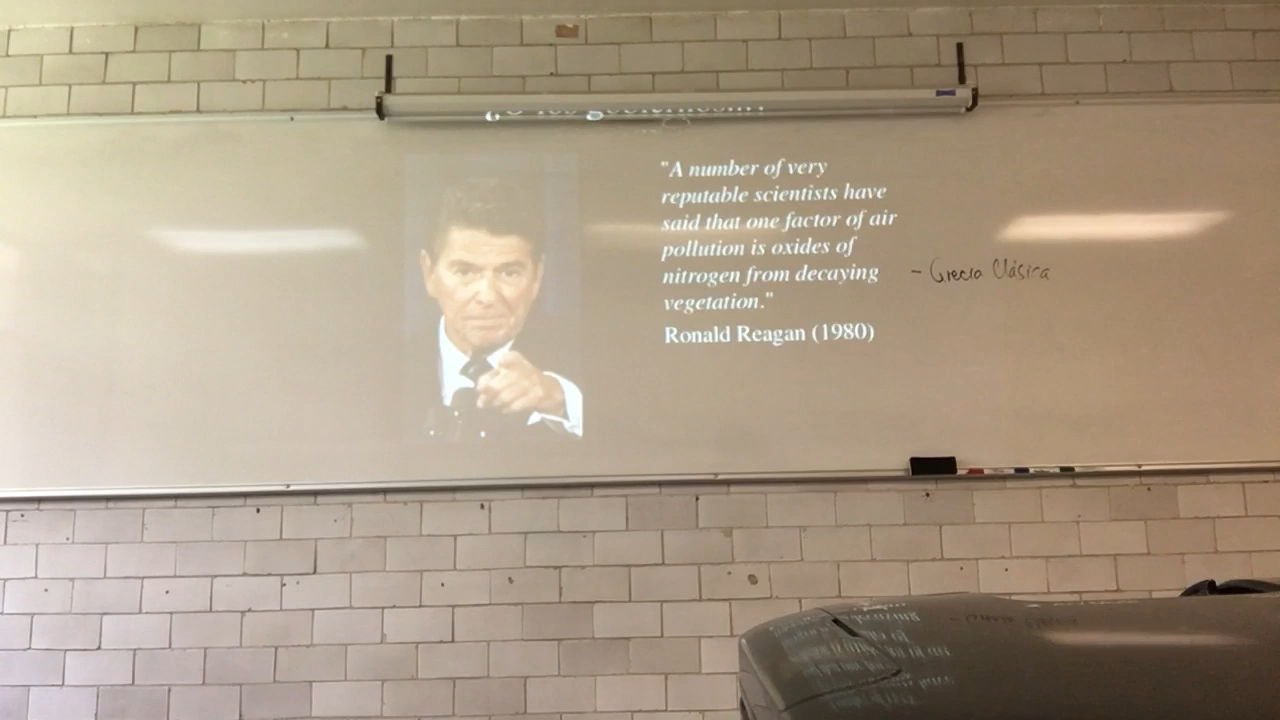 "A number of very
reputable scientists have
said that one factor of air
pollution is oxides of
nitrogen from decaying
vegetation."
Ronald Reagan (1980)
- Grecia Clásica